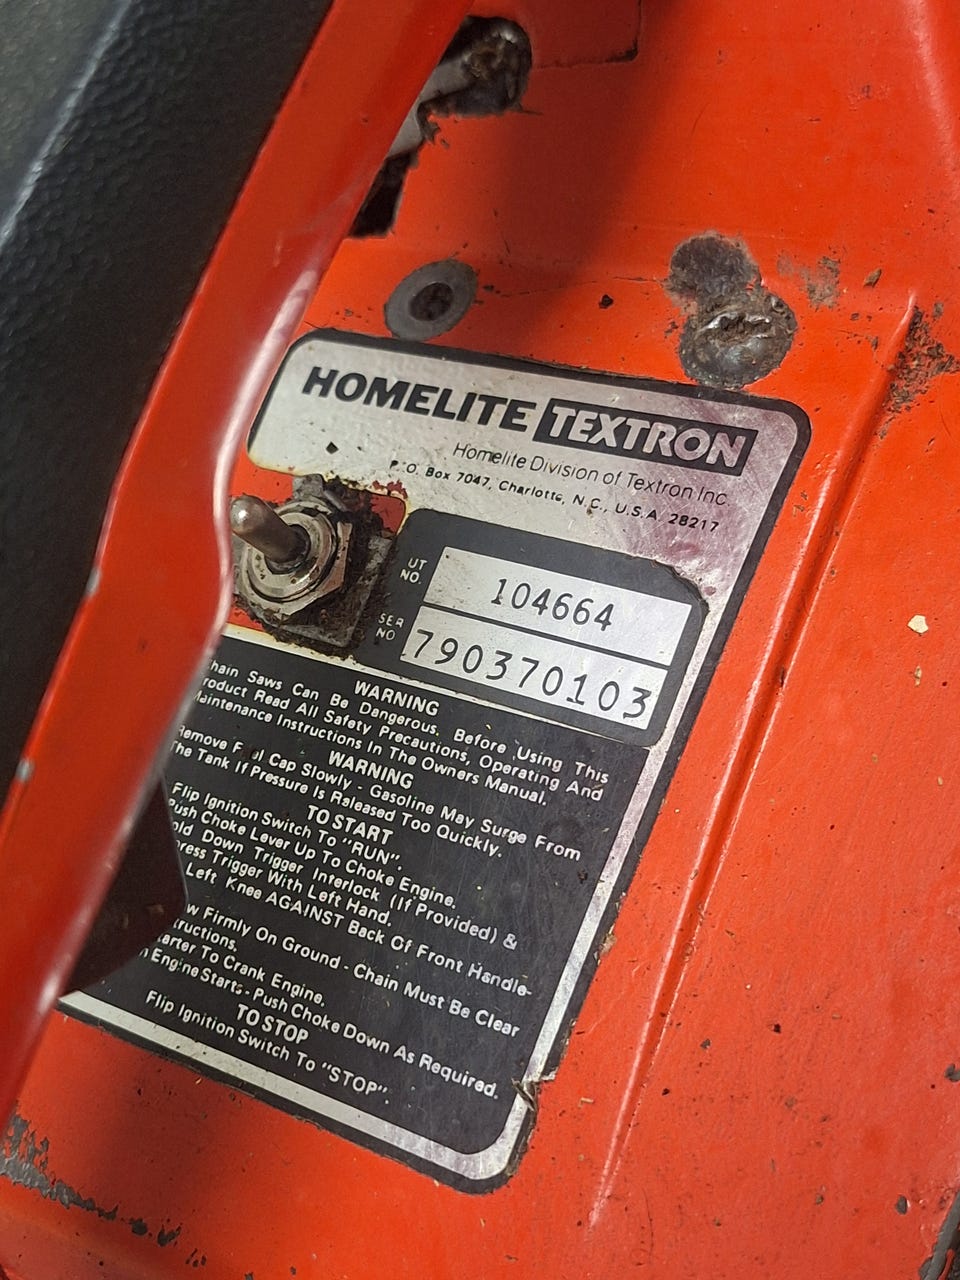 HOMELITE TEXTRON
Homelite Division of Textron Inc.
P.O. Box 7047, Charlotte, N.C., U.S.A. 28217
UT NO. 104664
SER NO 790370103
WARNING
hain Saws Can Be Dangerous. Before Using This
roduct Read All Safety Precautions, Operating And
Maintenance Instructions In The Owners Manual.
WARNING
Remove Fuel Cap Slowly - Gasoline May Surge From
The Tank If Pressure Is Released Too Quickly.
TO START
Flip Ignition Switch To "RUN".
Push Choke Lever Up To Choke Engine.
old Down Trigger Interlock (If Provided) &
press Trigger With Left Hand.
Left Knee AGAINST Back Of Front Handle-
w Firmly On Ground - Chain Must Be Clear
tructions.
arter To Crank Engine.
n Engine Starts - Push Choke Down As Required.
TO STOP
Flip Ignition Switch To "STOP".